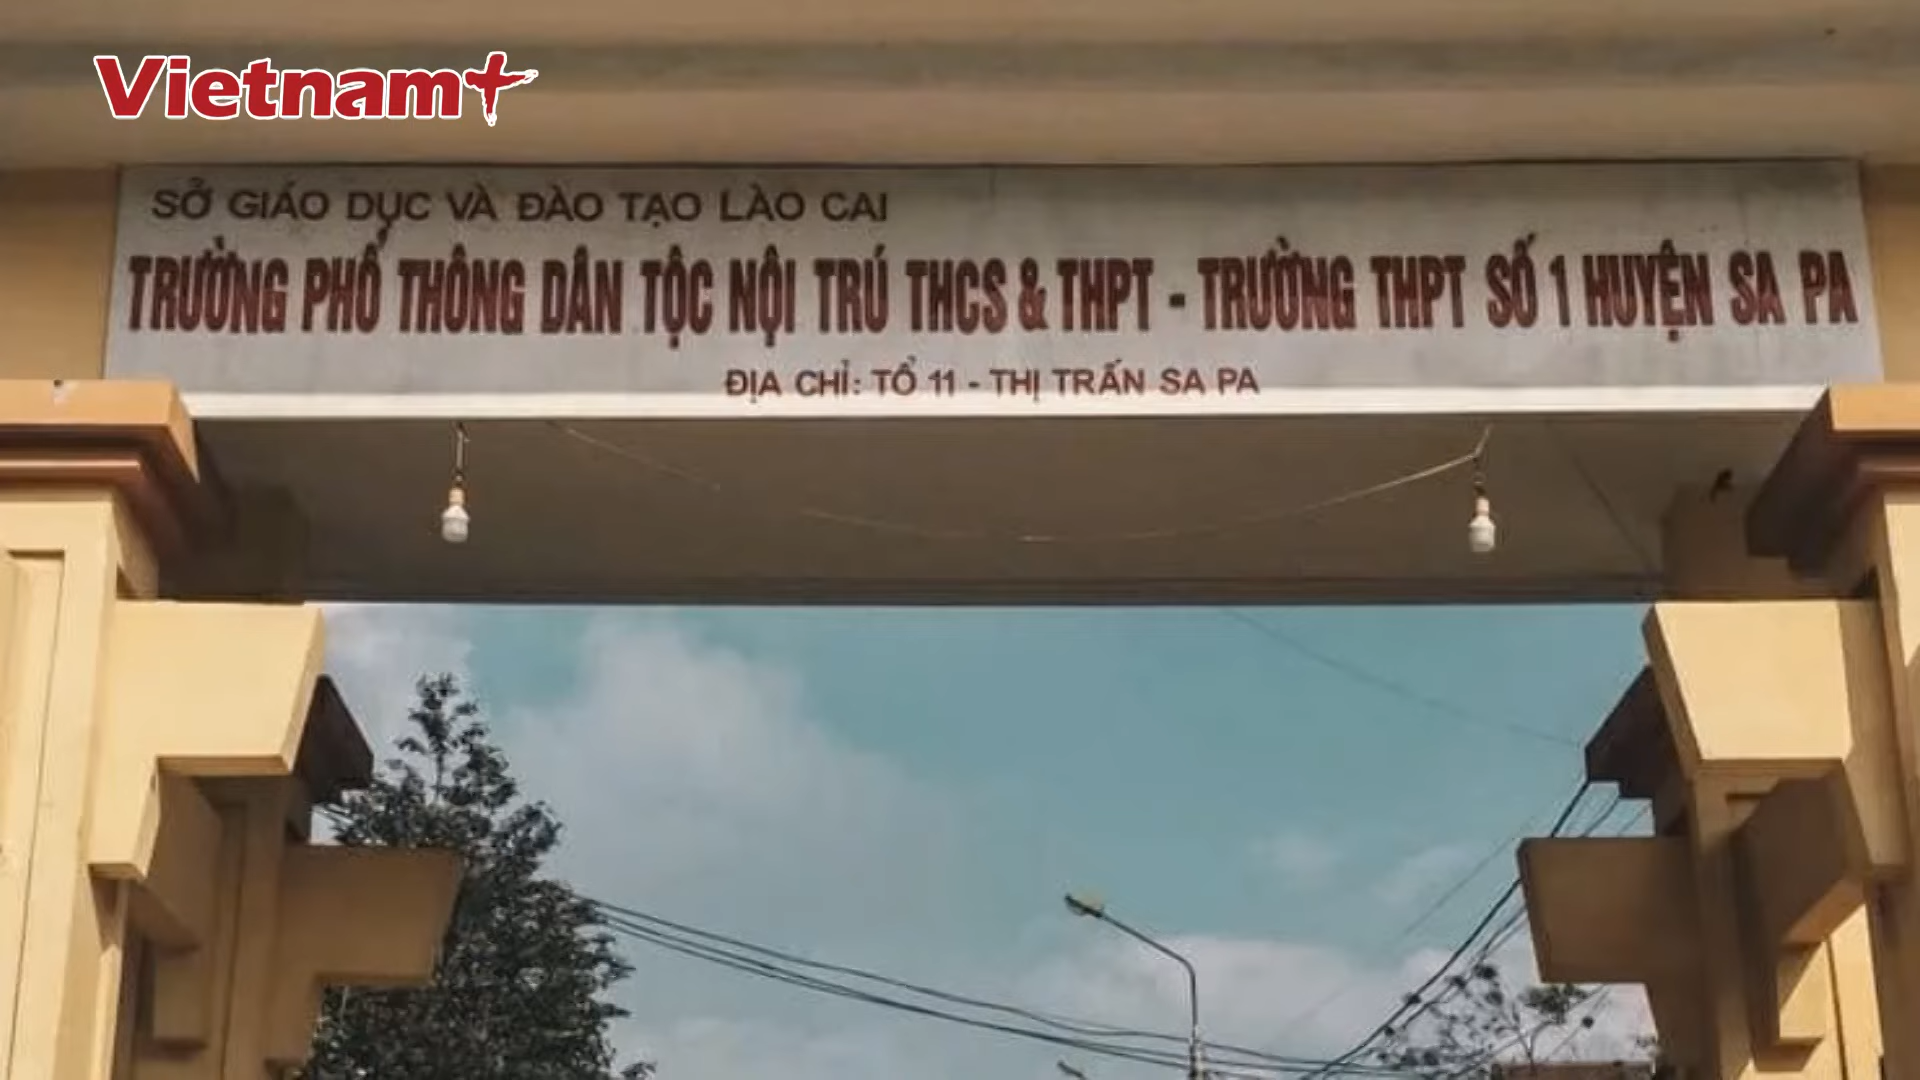 Vietnam+
SỞ GIÁO DỤC VÀ ĐÀO TẠO LÀO CAI
TRƯỜNG PHỔ THÔNG DÂN TỘC NỘI TRÚ THCS & THPT - TRƯỜNG THPT SỐ 1 HUYỆN SA PA
ĐỊA CHỈ: TỔ 11 - THỊ TRẤN SA PA